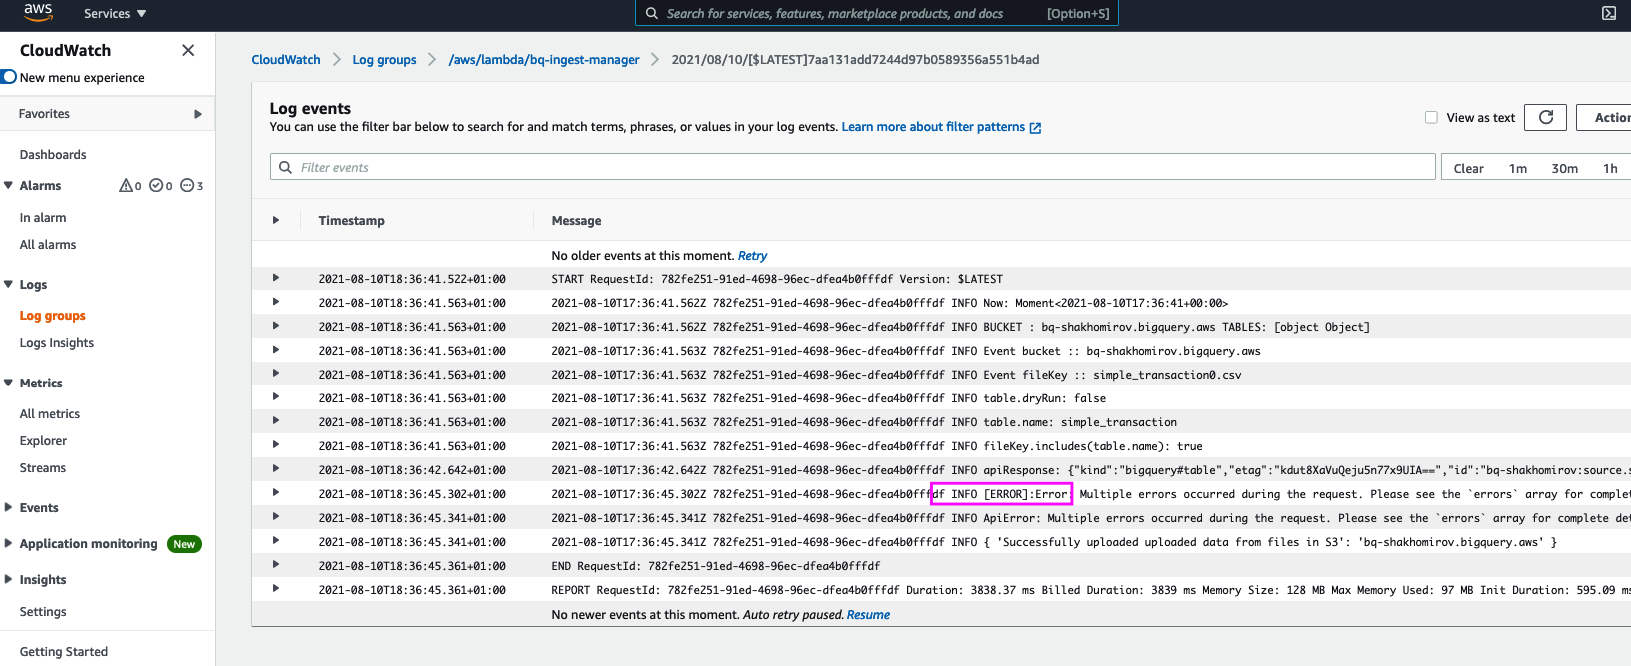 aws
Services ▼
Search for services, features, marketplace products, and docs [Option+S]
CloudWatch
New menu experience
Favorites
Dashboards
Alarms 0 0 3
In alarm
All alarms
Logs
Log groups
Logs Insights
Metrics
All metrics
Explorer
Streams
Events
Application monitoring New
Insights
Settings
Getting Started
CloudWatch > Log groups > /aws/lambda/bq-ingest-manager > 2021/08/10/[$LATEST]7aa131add7244d97b0589356a551b4ad
Log events
You can use the filter bar below to search for and match terms, phrases, or values in your log events. Learn more about filter patterns
View as text
Filter events
Clear 1m 30m 1h
Timestamp Message
No older events at this moment. Retry
2021-08-10T18:36:41.522+01:00 START RequestId: 782fe251-91ed-4698-96ec-dfea4b0fffdf Version: $LATEST
2021-08-10T18:36:41.563+01:00 2021-08-10T17:36:41.562Z 782fe251-91ed-4698-96ec-dfea4b0fffdf INFO Now: Moment<2021-08-10T17:36:41+00:00>
2021-08-10T18:36:41.563+01:00 2021-08-10T17:36:41.562Z 782fe251-91ed-4698-96ec-dfea4b0fffdf INFO BUCKET : bq-shakhomirov.bigquery.aws TABLES: [object Object]
2021-08-10T18:36:41.563+01:00 2021-08-10T17:36:41.563Z 782fe251-91ed-4698-96ec-dfea4b0fffdf INFO Event bucket :: bq-shakhomirov.bigquery.aws
2021-08-10T18:36:41.563+01:00 2021-08-10T17:36:41.563Z 782fe251-91ed-4698-96ec-dfea4b0fffdf INFO Event fileKey :: simple_transaction0.csv
2021-08-10T18:36:41.563+01:00 2021-08-10T17:36:41.563Z 782fe251-91ed-4698-96ec-dfea4b0fffdf INFO table.dryRun: false
2021-08-10T18:36:41.563+01:00 2021-08-10T17:36:41.563Z 782fe251-91ed-4698-96ec-dfea4b0fffdf INFO table.name: simple_transaction
2021-08-10T18:36:41.563+01:00 2021-08-10T17:36:41.563Z 782fe251-91ed-4698-96ec-dfea4b0fffdf INFO fileKey.includes(table.name): true
2021-08-10T18:36:42.642+01:00 2021-08-10T17:36:42.642Z 782fe251-91ed-4698-96ec-dfea4b0fffdf INFO apiResponse: {"kind":"bigquery#table","etag":"kdut8XaVuQeju5n77x9UIA==","id":"bq-shakhomirov:source.s
2021-08-10T18:36:45.302+01:00 2021-08-10T17:36:45.302Z 782fe251-91ed-4698-96ec-dfea4b0fffdf INFO [ERROR]:Error: Multiple errors occurred during the request. Please see the `errors` array for complet
2021-08-10T18:36:45.341+01:00 2021-08-10T17:36:45.341Z 782fe251-91ed-4698-96ec-dfea4b0fffdf INFO ApiError: Multiple errors occurred during the request. Please see the `errors` array for complete det
2021-08-10T18:36:45.341+01:00 2021-08-10T17:36:45.341Z 782fe251-91ed-4698-96ec-dfea4b0fffdf INFO { 'Successfully uploaded uploaded data from files in S3': 'bq-shakhomirov.bigquery.aws' }
2021-08-10T18:36:45.361+01:00 END RequestId: 782fe251-91ed-4698-96ec-dfea4b0fffdf
2021-08-10T18:36:45.361+01:00 REPORT RequestId: 782fe251-91ed-4698-96ec-dfea4b0fffdf Duration: 3838.37 ms Billed Duration: 3839 ms Memory Size: 128 MB Max Memory Used: 97 MB Init Duration: 595.09 ms
No newer events at this moment. Auto retry paused. Resume